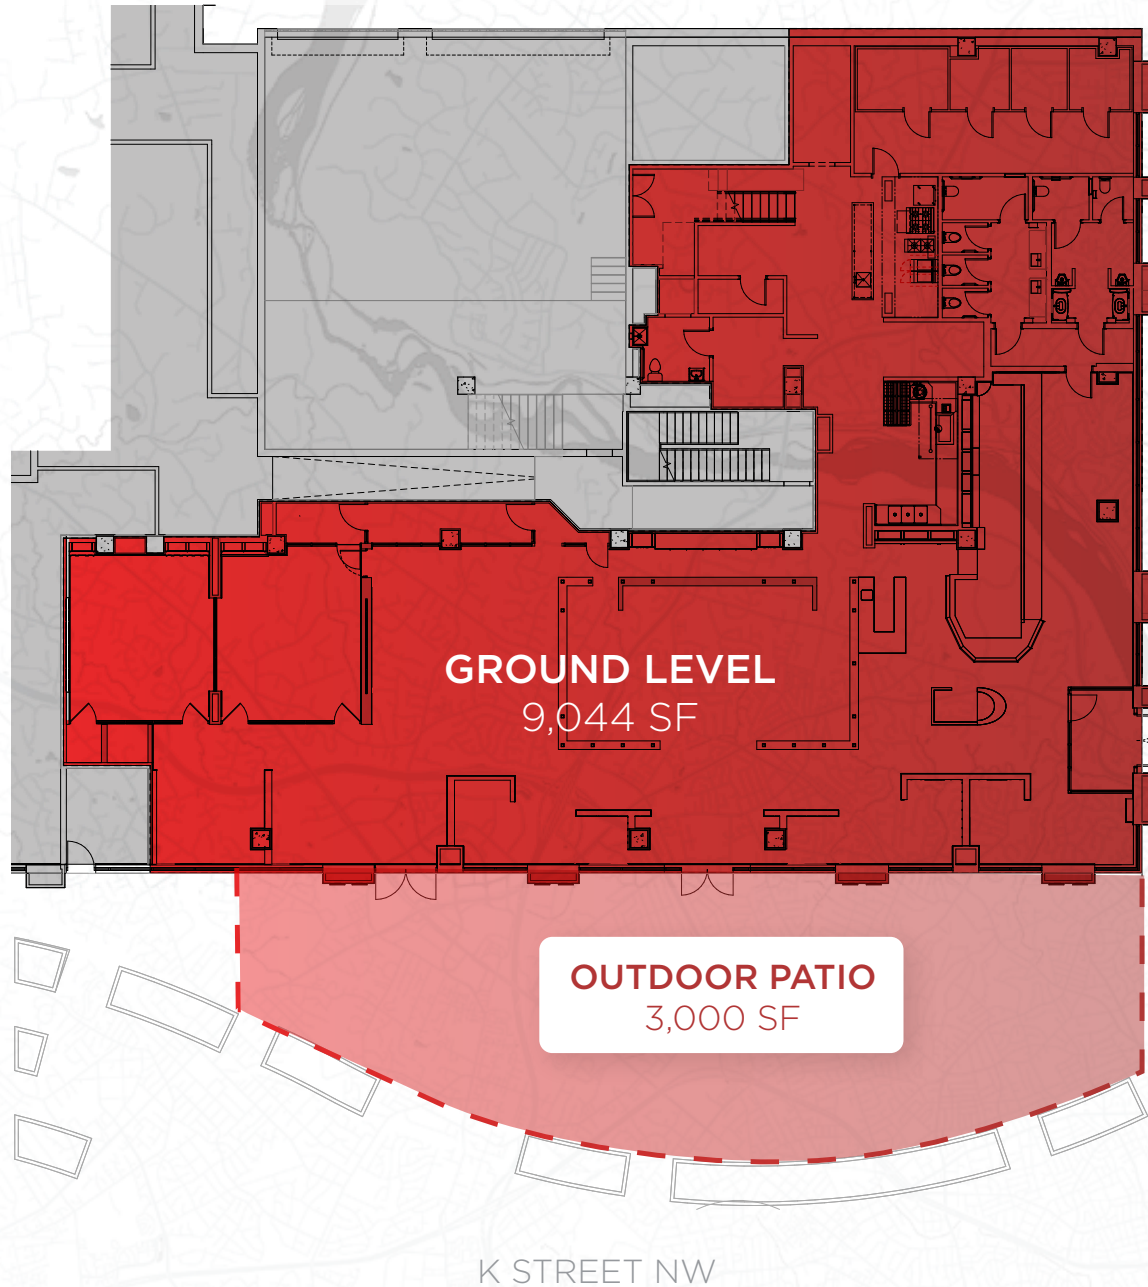 GROUND LEVEL
9,044 SF
OUTDOOR PATIO
3,000 SF
K STREET NW